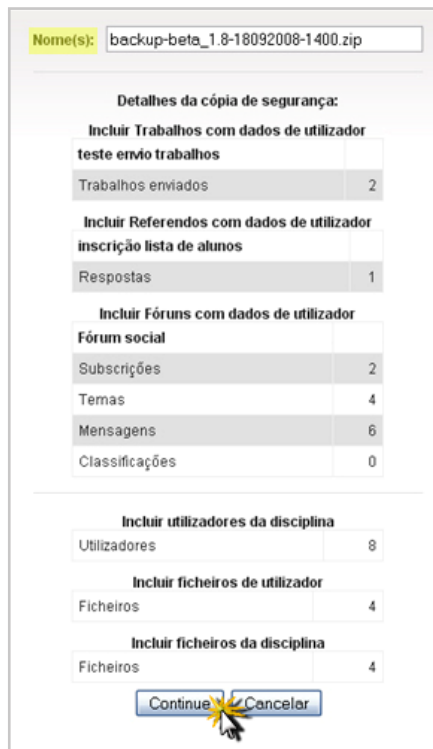 Nome(s): backup-beta_1.8-18092008-1400.zip
Detalhes da cópia de segurança:
Incluir Trabalhos com dados de utilizador
teste envio trabalhos
Trabalhos enviados 2
Incluir Referendos com dados de utilizador
inscrição lista de alunos
Respostas 1
Incluir Fóruns com dados de utilizador
Fórum social
Subscrições 2
Temas 4
Mensagens 6
Classificações 0
Incluir utilizadores da disciplina
Utilizadores 8
Incluir ficheiros de utilizador
Ficheiros 4
Incluir ficheiros da disciplina
Ficheiros 4
Continue Cancelar